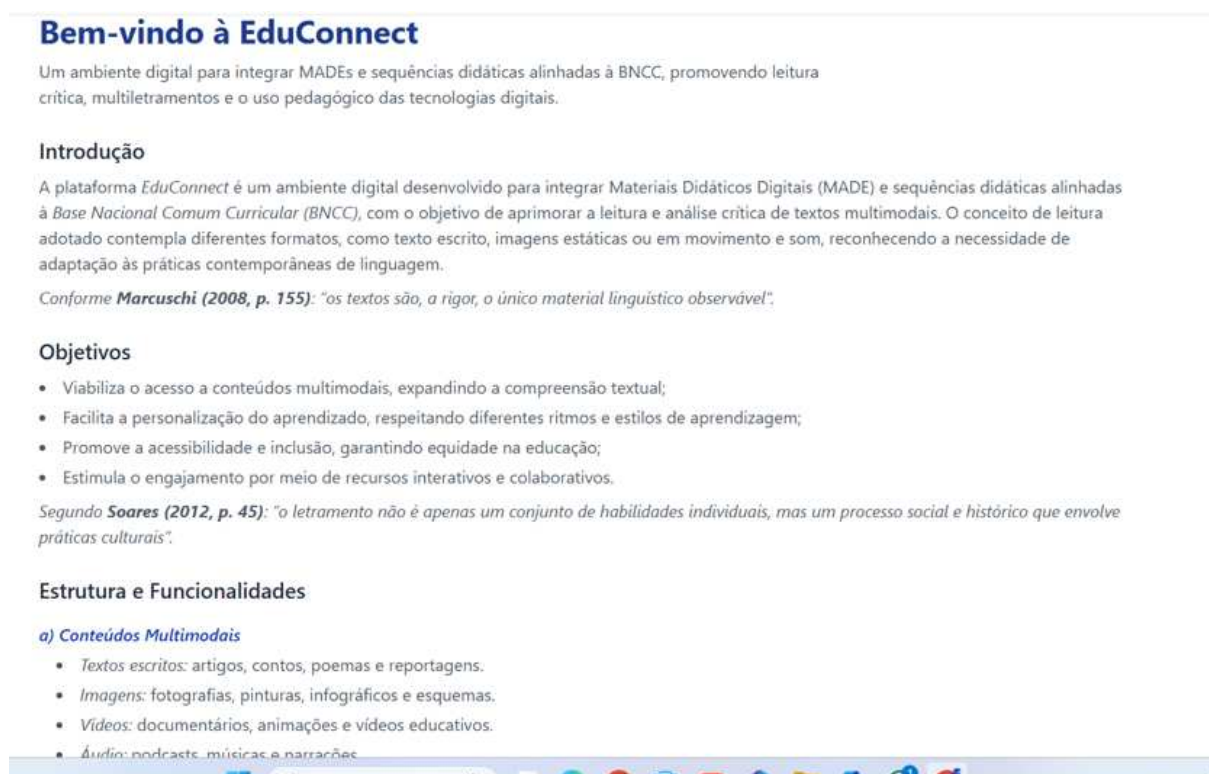 Bem-vindo à EduConnect
Um ambiente digital para integrar MADEs e sequências didáticas alinhadas à BNCC, promovendo leitura
crítica, multiletramentos e o uso pedagógico das tecnologias digitais.
Introdução
A plataforma EduConnect é um ambiente digital desenvolvido para integrar Materiais Didáticos Digitais (MADE) e sequências didáticas alinhadas
à Base Nacional Comum Curricular (BNCC), com o objetivo de aprimorar a leitura e análise crítica de textos multimodais. O conceito de leitura
adotado contempla diferentes formatos, como texto escrito, imagens estáticas ou em movimento e som, reconhecendo a necessidade de
adaptação às práticas contemporâneas de linguagem.
Conforme Marcuschi (2008, p. 155): "os textos são, a rigor, o único material linguístico observável".
Objetivos
• Viabiliza o acesso a conteúdos multimodais, expandindo a compreensão textual;
• Facilita a personalização do aprendizado, respeitando diferentes ritmos e estilos de aprendizagem;
• Promove a acessibilidade e inclusão, garantindo equidade na educação;
• Estimula o engajamento por meio de recursos interativos e colaborativos.
Segundo Soares (2012, p. 45): "o letramento não é apenas um conjunto de habilidades individuais, mas um processo social e histórico que envolve
práticas culturais".
Estrutura e Funcionalidades
a) Conteúdos Multimodais
• Textos escritos: artigos, contos, poemas e reportagens.
• Imagens: fotografias, pinturas, infográficos e esquemas.
• Vídeos: documentários, animações e vídeos educativos.
• Áudio: podcasts, músicas e narrações.